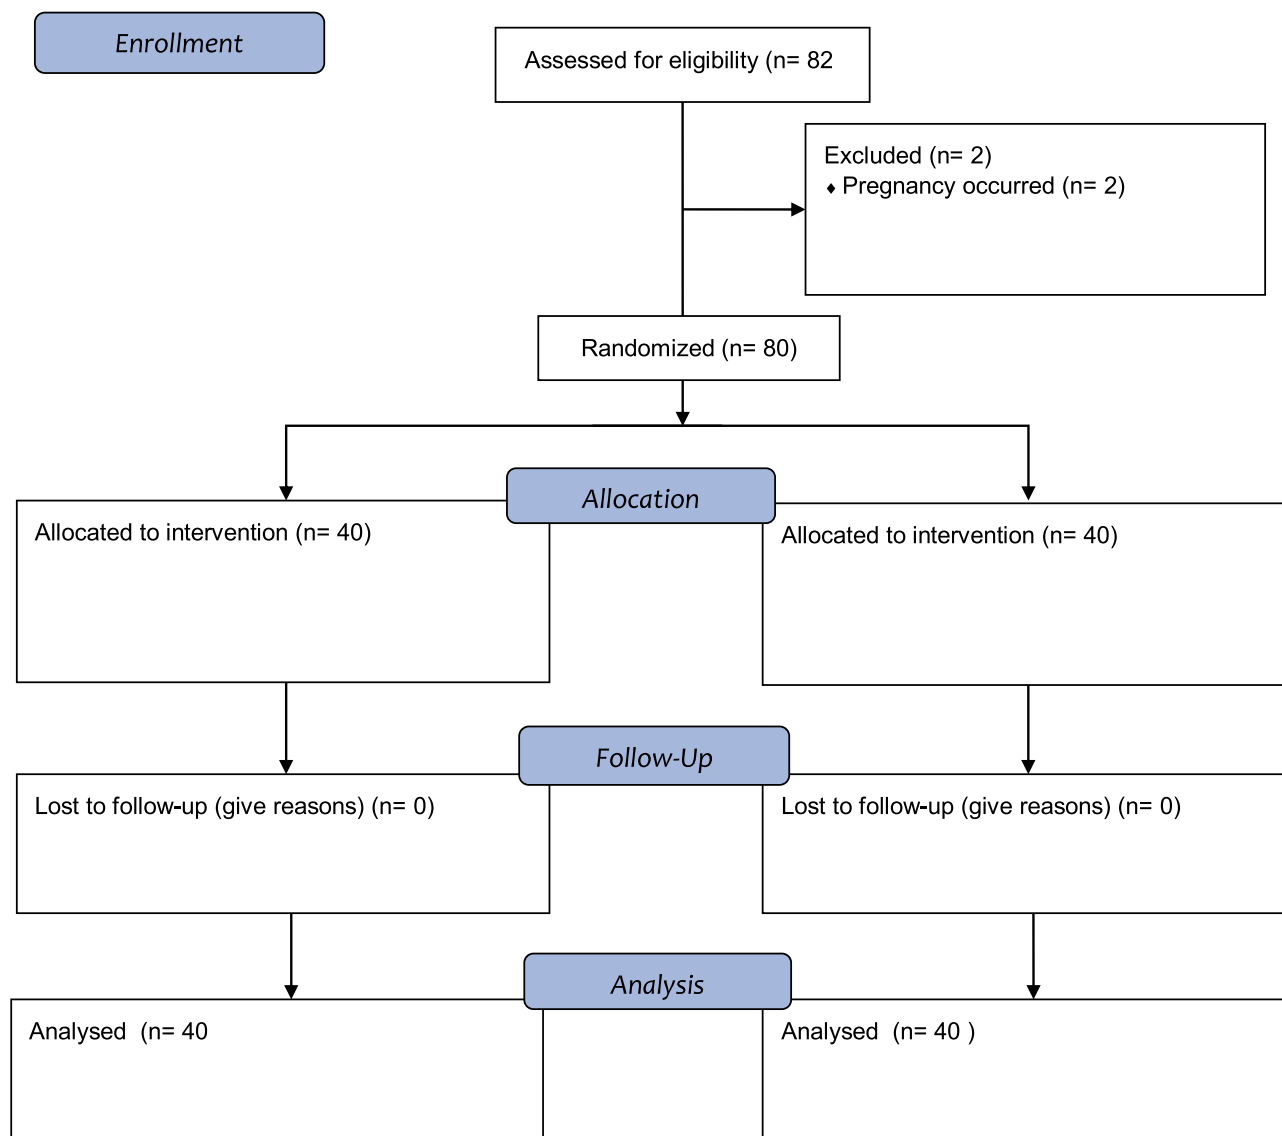 Enrollment
Assessed for eligibility (n= 82
Excluded (n= 2)
♦ Pregnancy occurred (n= 2)
Randomized (n= 80)
Allocation
Allocated to intervention (n= 40)
Allocated to intervention (n= 40)
Follow-Up
Lost to follow-up (give reasons) (n= 0)
Lost to follow-up (give reasons) (n= 0)
Analysis
Analysed  (n= 40
Analysed  (n= 40 )